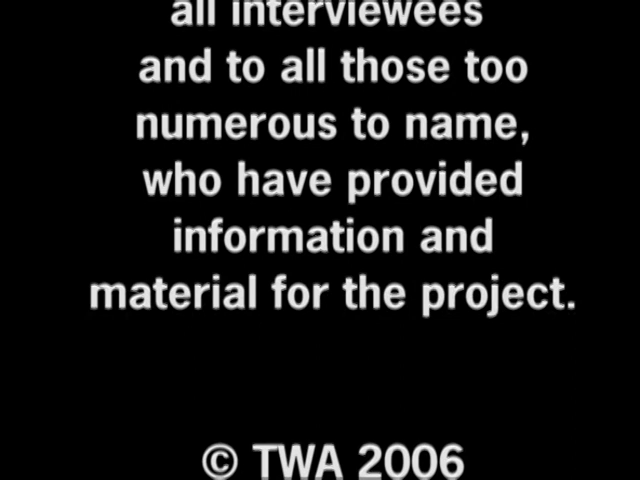 all interviewees
and to all those too
numerous to name,
who have provided
information and
material for the project.
© TWA 2006